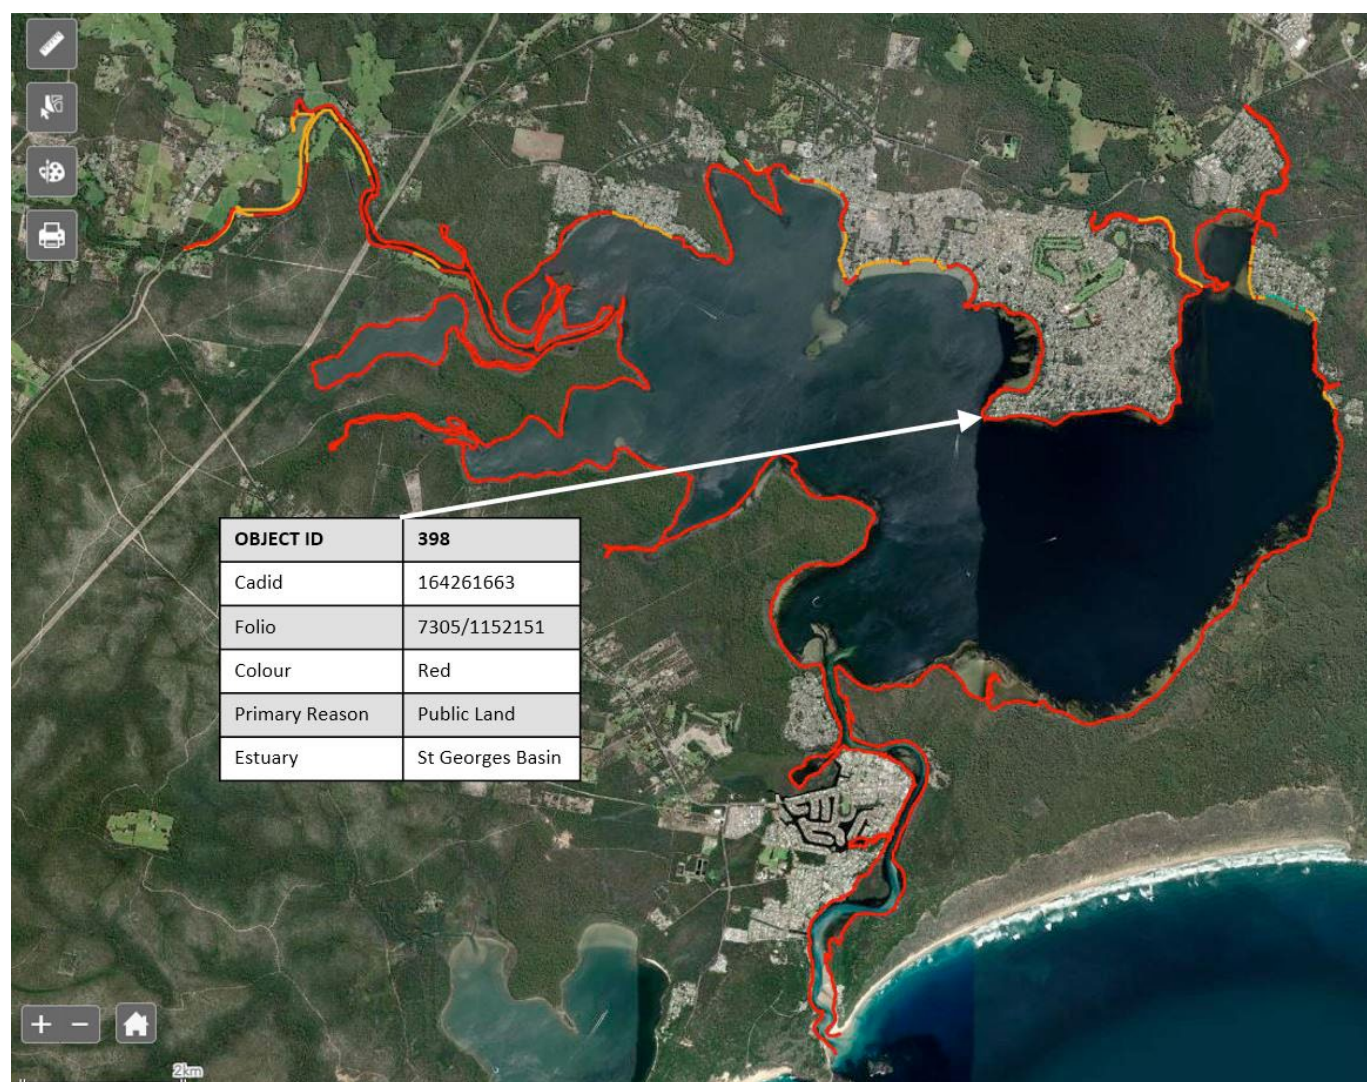 OBJECT ID 398
Cadid 164261663
Folio 7305/1152151
Colour Red
Primary Reason Public Land
Estuary St Georges Basin
+ −
2km